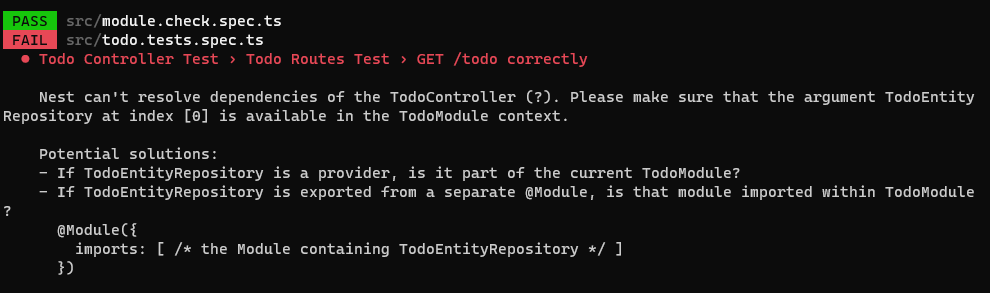 PASS src/module.check.spec.ts
FAIL src/todo.tests.spec.ts
● Todo Controller Test › Todo Routes Test › GET /todo correctly
Nest can't resolve dependencies of the TodoController (?). Please make sure that the argument TodoEntity
Repository at index [0] is available in the TodoModule context.
Potential solutions:
- If TodoEntityRepository is a provider, is it part of the current TodoModule?
- If TodoEntityRepository is exported from a separate @Module, is that module imported within TodoModule
?
@Module({
imports: [ /* the Module containing TodoEntityRepository */ ]
})